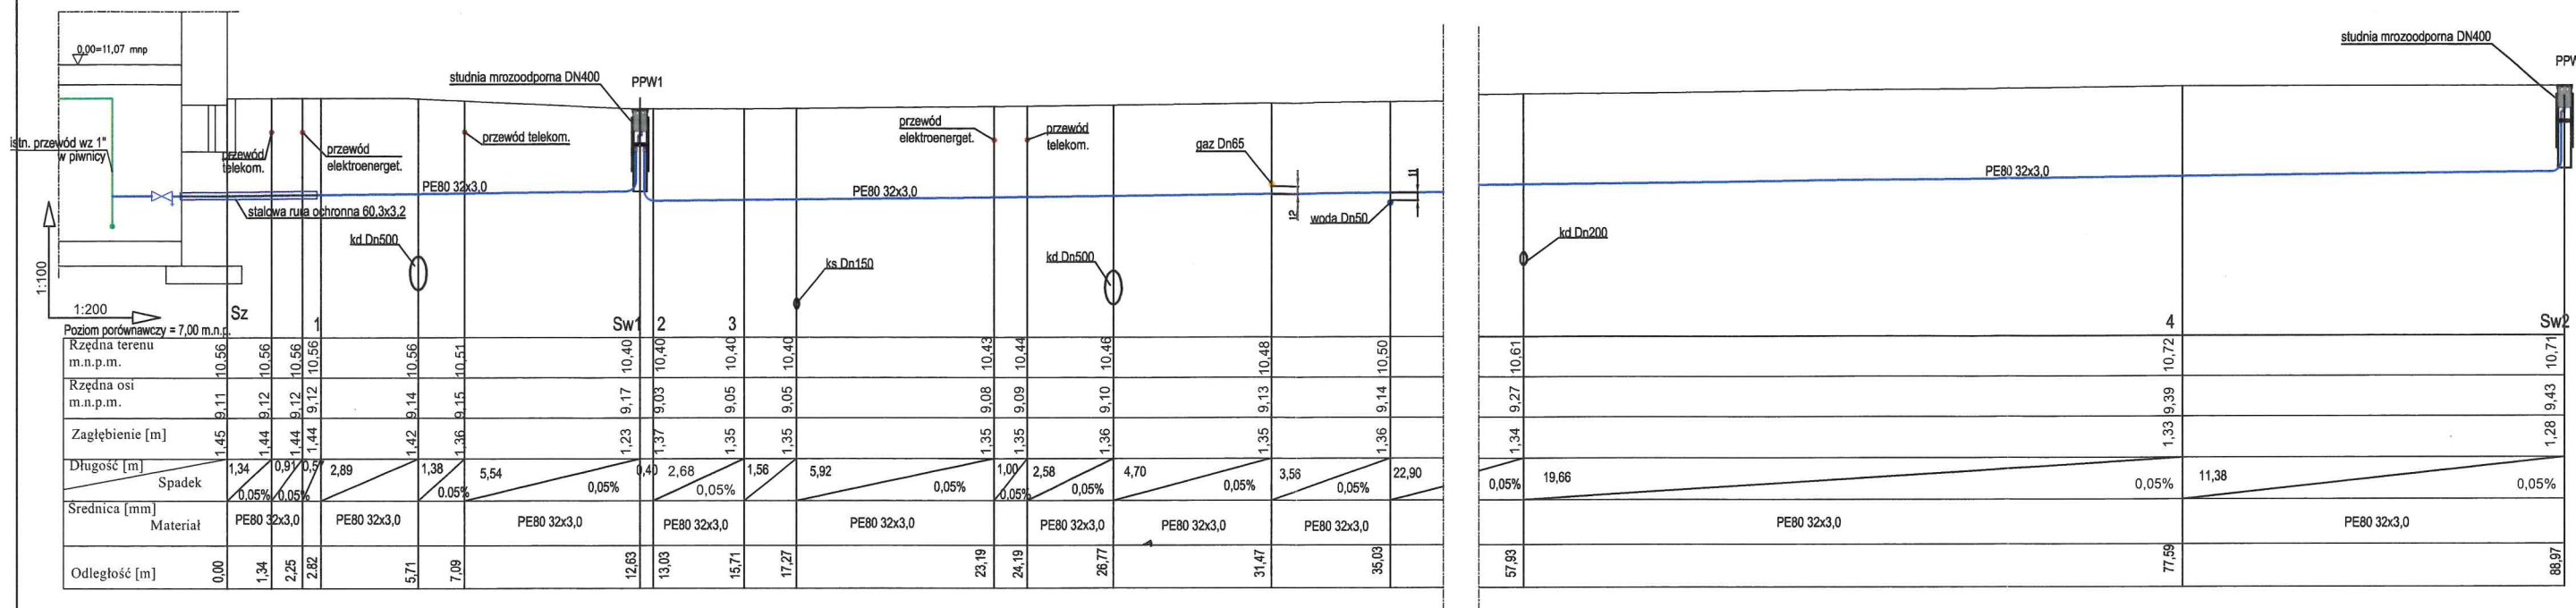 0,00=11,07 mnp
istn. przewód wz 1"
w piwnicy
przewód
telekom.
przewód
elektroenerget.
stalowa rura ochronna 60,3x3,2
kd Dn500
PE80 32x3,0
przewód telekom.
studnia mrozoodporna DN400
PPW1
PE80 32x3,0
ks Dn150
przewód
elektroenerget.
przewód
telekom.
kd Dn500
gaz Dn65
12
woda Dn50
11
kd Dn200
PE80 32x3,0
studnia mrozoodporna DN400
PPW
1:100
1:200
Poziom porównawczy = 7,00 m.n.p.
Sz 1 Sw1 2 3 4 Sw2
Rzędna terenu
m.n.p.m.
10,56 10,56 10,56 10,56 10,56 10,51 10,40 10,40 10,40 10,40 10,43 10,44 10,46 10,48 10,50 10,61 10,72 10,71
Rzędna osi
m.n.p.m.
9,11 9,12 9,12 9,12 9,14 9,15 9,17 9,03 9,05 9,05 9,08 9,09 9,10 9,13 9,14 9,27 9,39 9,43
Zagłębienie [m]
1,45 1,44 1,44 1,44 1,42 1,36 1,23 1,37 1,35 1,35 1,35 1,35 1,36 1,35 1,36 1,34 1,33 1,28
Długość [m]
1,34 0,91 2,89 1,38 5,54 0,40 2,68 1,56 5,92 1,00 2,58 4,70 3,56 22,90 19,66 11,38
Spadek
0,05% 0,05% 0.05% 0,05% 0,05% 0,05% 0,05% 0,05% 0,05% 0,05% 0,05% 0,05% 0,05%
Średnica [mm]
Materiał
PE80 32x3,0 PE80 32x3,0 PE80 32x3,0 PE80 32x3,0 PE80 32x3,0 PE80 32x3,0 PE80 32x3,0 PE80 32x3,0 PE80 32x3,0 PE80 32x3,0
Odległość [m]
0,00 1,34 2,25 2.82 5,71 7,09 12,63 13,03 15,71 17,27 23,19 24,19 26,77 31,47 35,03 57,93 77,59 88,97